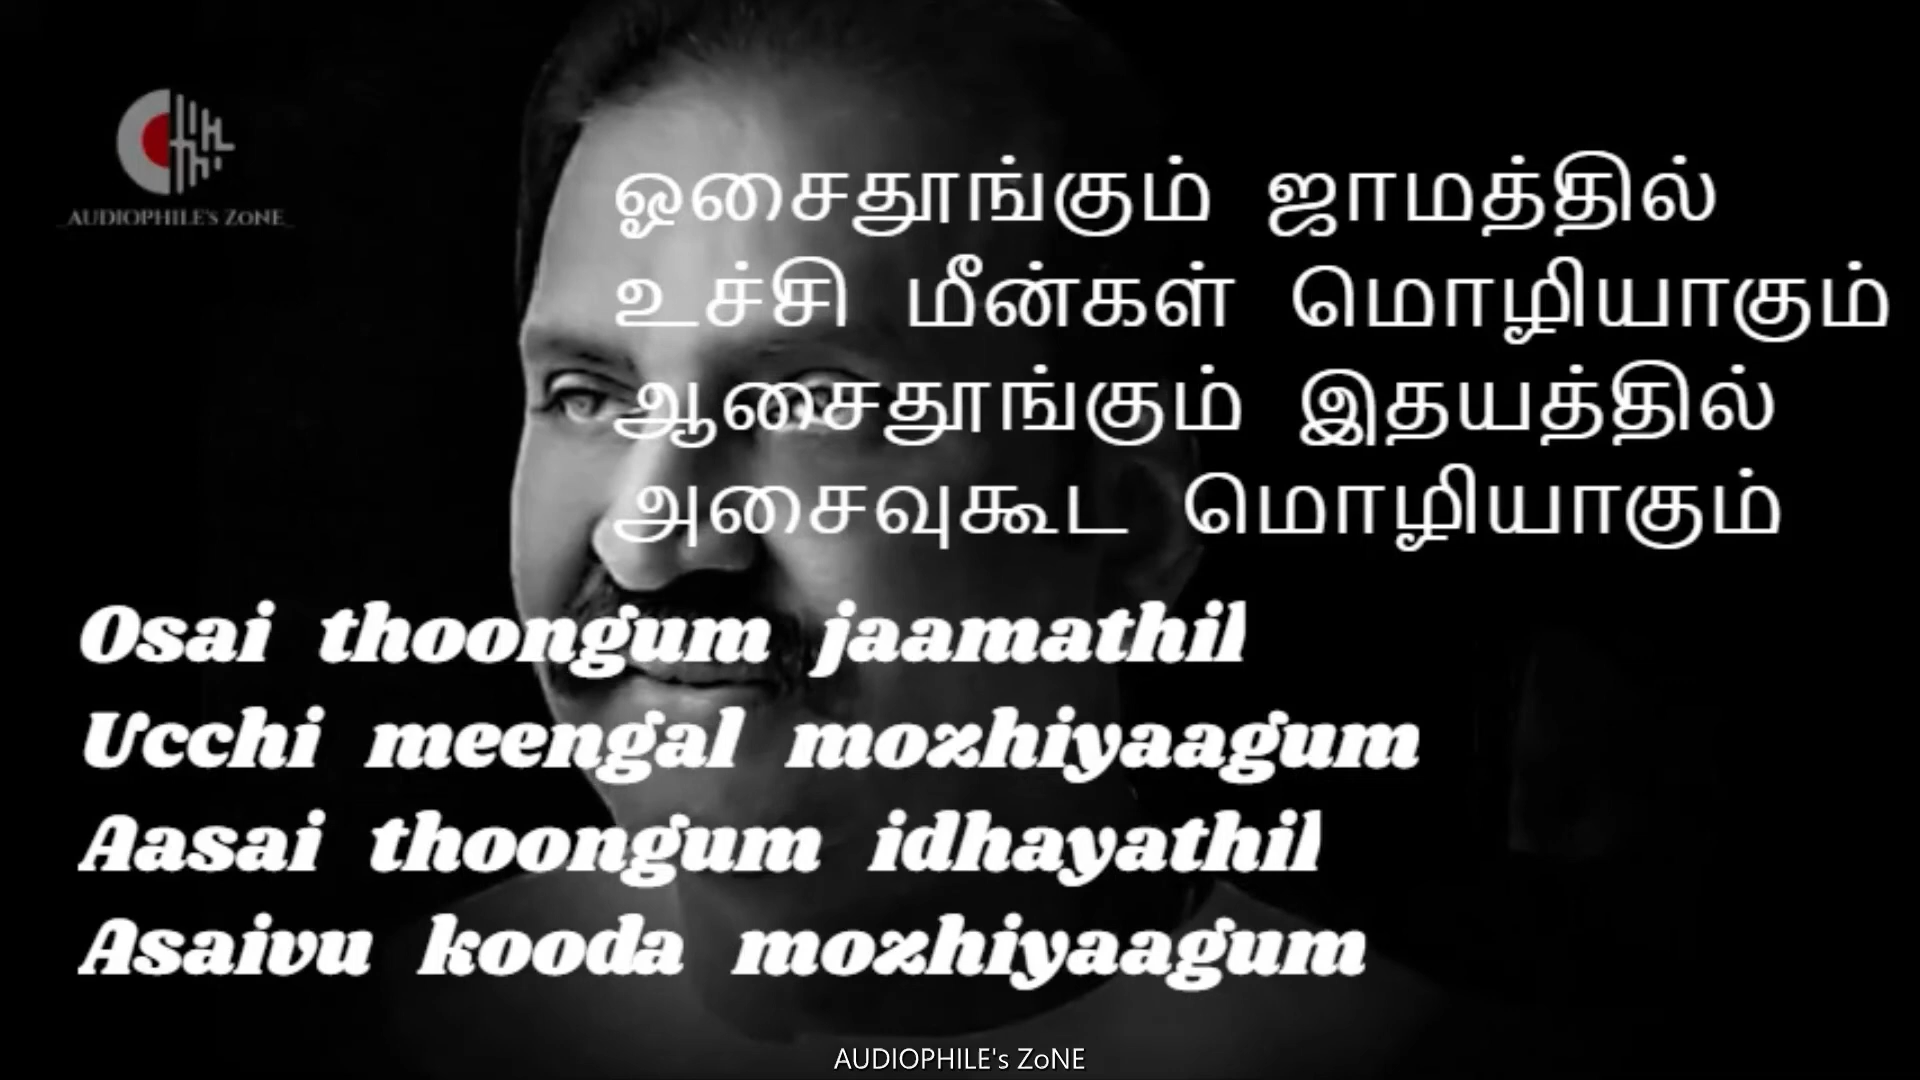 AUDIOPHILE's ZoNE
ஓசைதூங்கும் ஜாமத்தில்
உச்சி மீன்கள் மொழியாகும்
ஆசைதூங்கும் இதயத்தில்
அசைவுகூட மொழியாகும்
Osai thoongum jaamathil
Ucchi meengal mozhiyaagum
Aasai thoongum idhayathil
Asaivu kooda mozhiyaagum
AUDIOPHILE's ZoNE